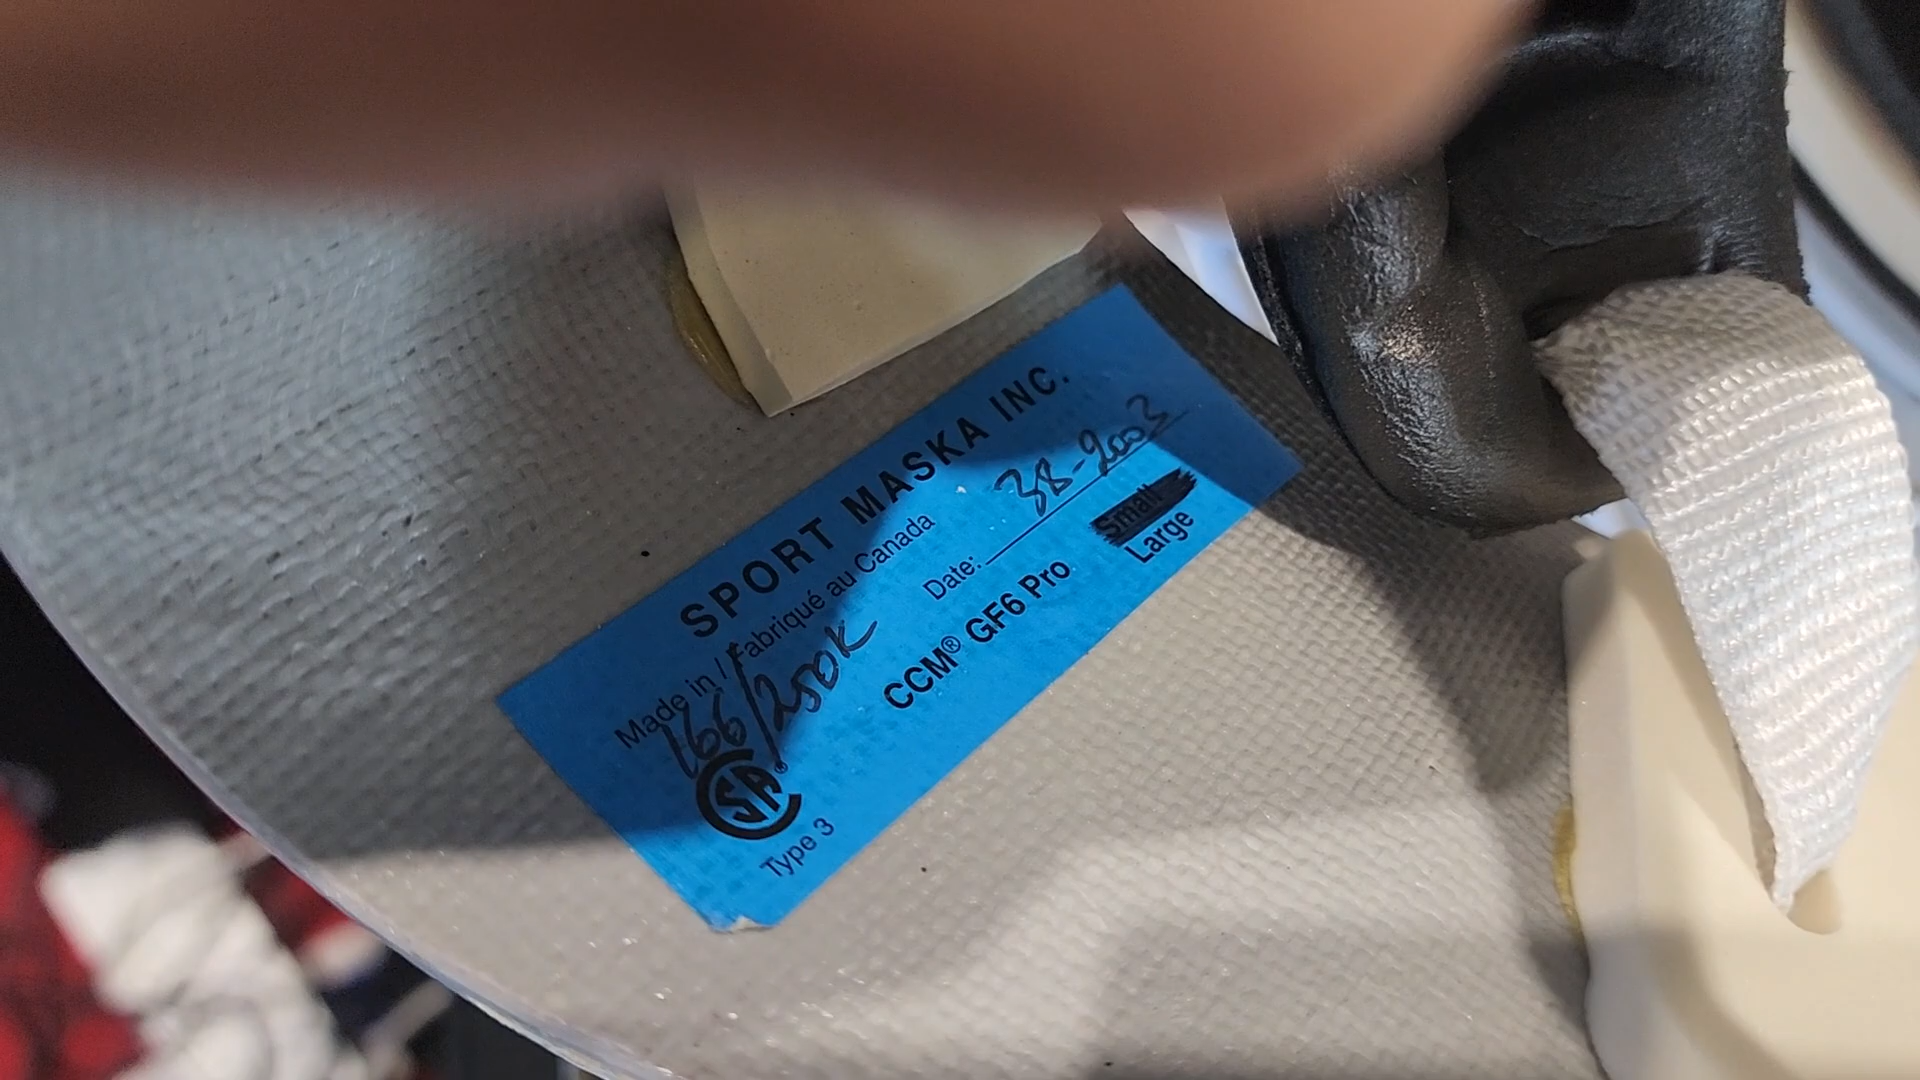 SPORT MASKA INC.
Made in / Fabriqué au Canada
166/250K
Date: 38-2003
CCM® GF6 Pro
Small
Large
CSA®
Type 3